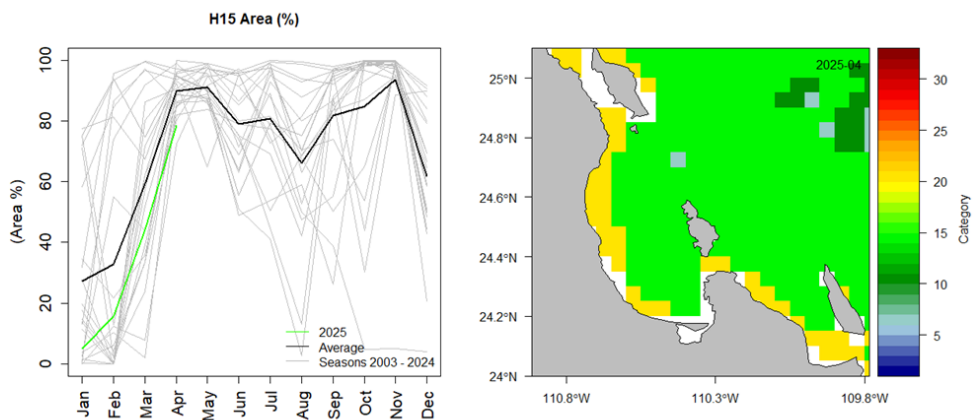 H15 Area (%)
(Area %)
100
80
60
40
20
0
2025
Average
Seasons 2003 - 2024
Jan
Feb
Mar
Apr
May
Jun
Jul
Aug
Sep
Oct
Nov
Dec
2025-04
25°N
24.8°N
24.6°N
24.4°N
24.2°N
24°N
110.8°W
110.3°W
109.8°W
30
25
20
15
10
5
Category